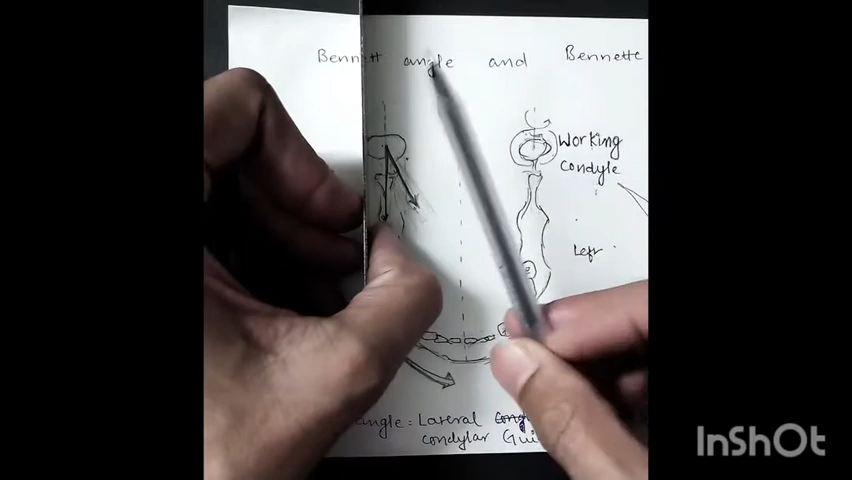 Bennett angle and Bennette
Working
condyle
Left
angle: Lateral
condylar Gui
InShOt